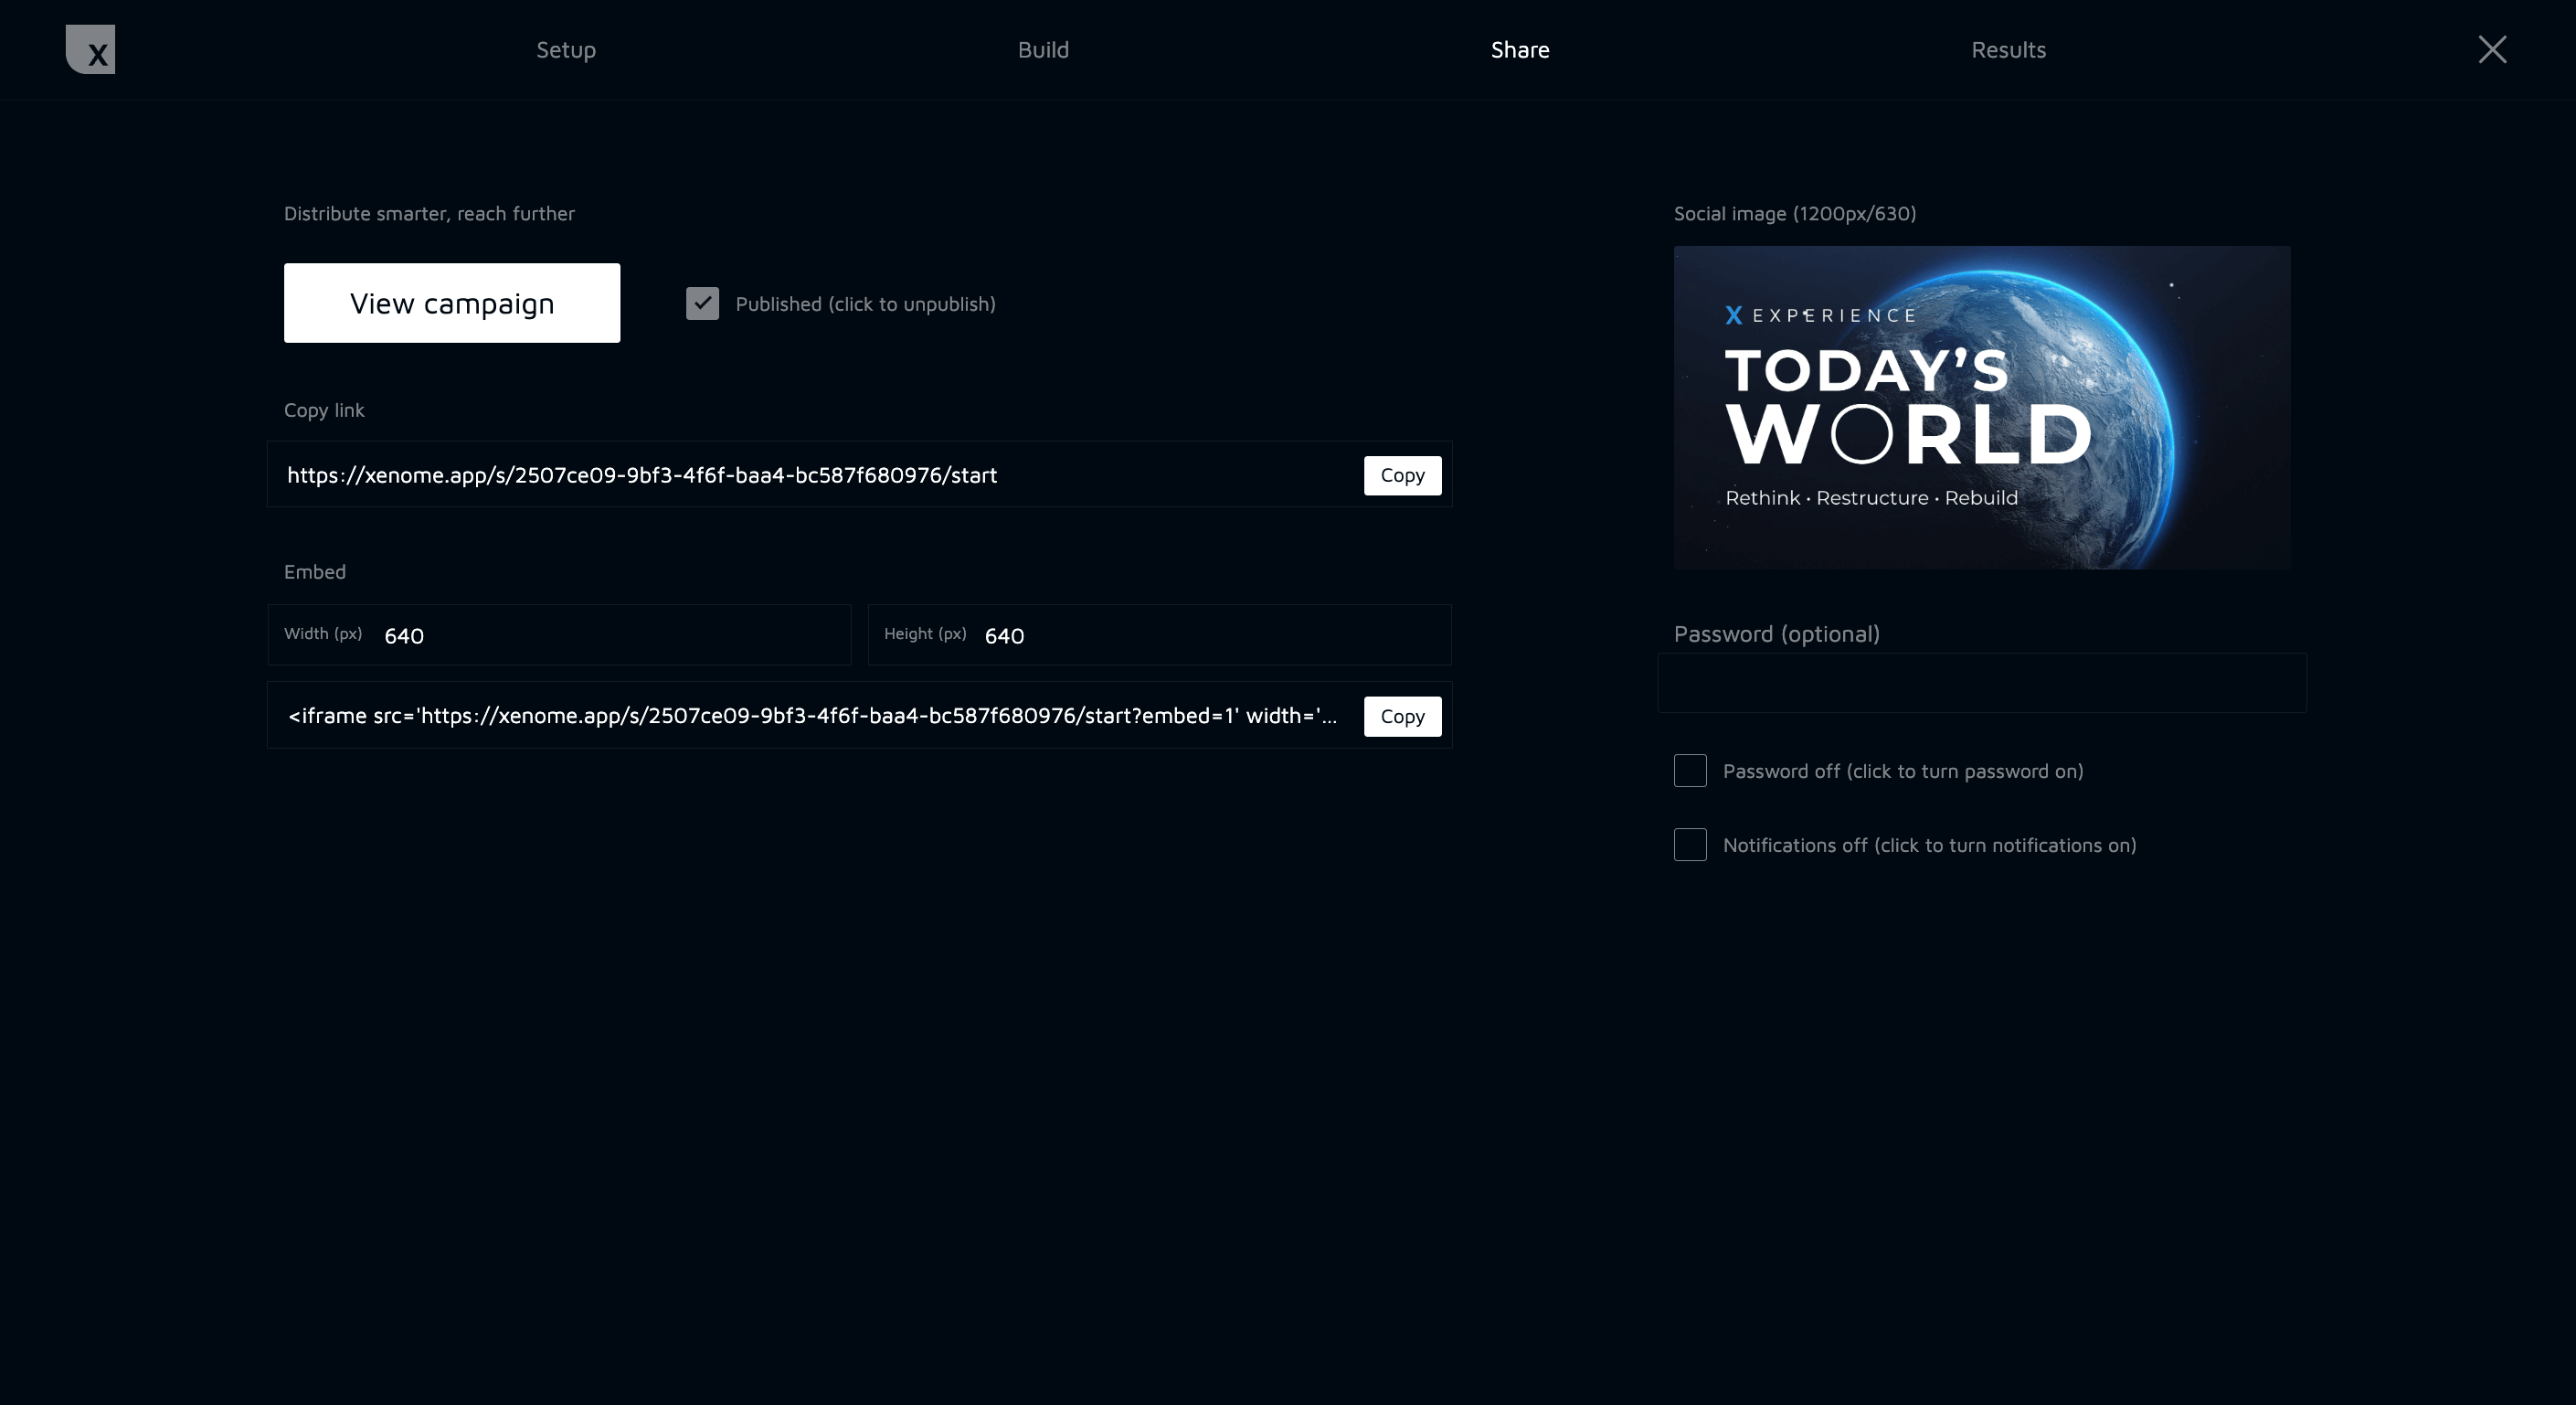 X
Setup
Build
Share
Results
Distribute smarter, reach further
View campaign
Published (click to unpublish)
Copy link
https://xenome.app/s/2507ce09-9bf3-4f6f-baa4-bc587f680976/start
Copy
Embed
Width (px) 640
Height (px) 640
<iframe src='https://xenome.app/s/2507ce09-9bf3-4f6f-baa4-bc587f680976/start?embed=1' width='...
Copy
Social image (1200px/630)
X EXPERIENCE
TODAY'S
WORLD
Rethink • Restructure • Rebuild
Password (optional)
Password off (click to turn password on)
Notifications off (click to turn notifications on)